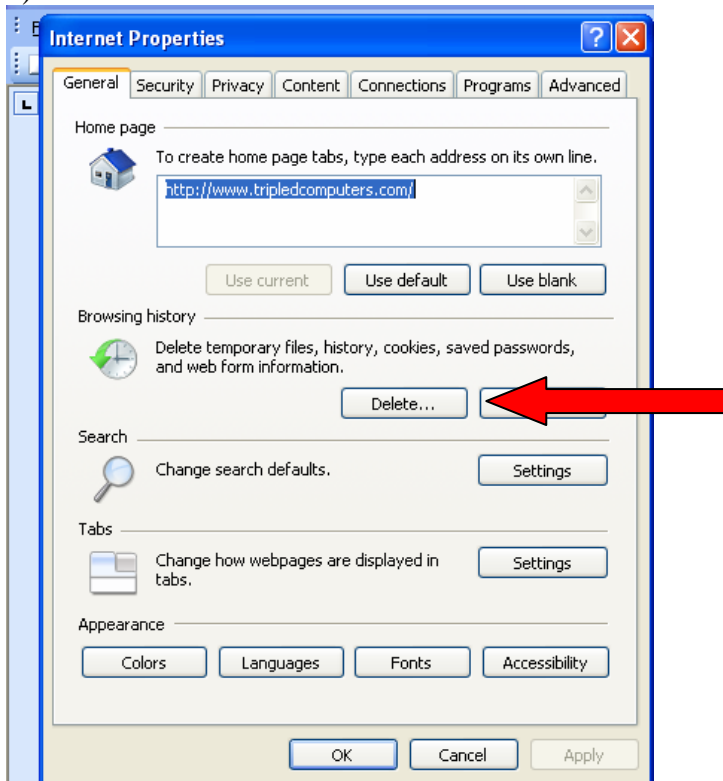 Internet Properties
General Security Privacy Content Connections Programs Advanced
Home page
To create home page tabs, type each address on its own line.
http://www.tripledcomputers.com/
Use current Use default Use blank
Browsing history
Delete temporary files, history, cookies, saved passwords,
and web form information.
Delete...
Search
Change search defaults. Settings
Tabs
Change how webpages are displayed in Settings
tabs.
Appearance
Colors Languages Fonts Accessibility
OK Cancel Apply